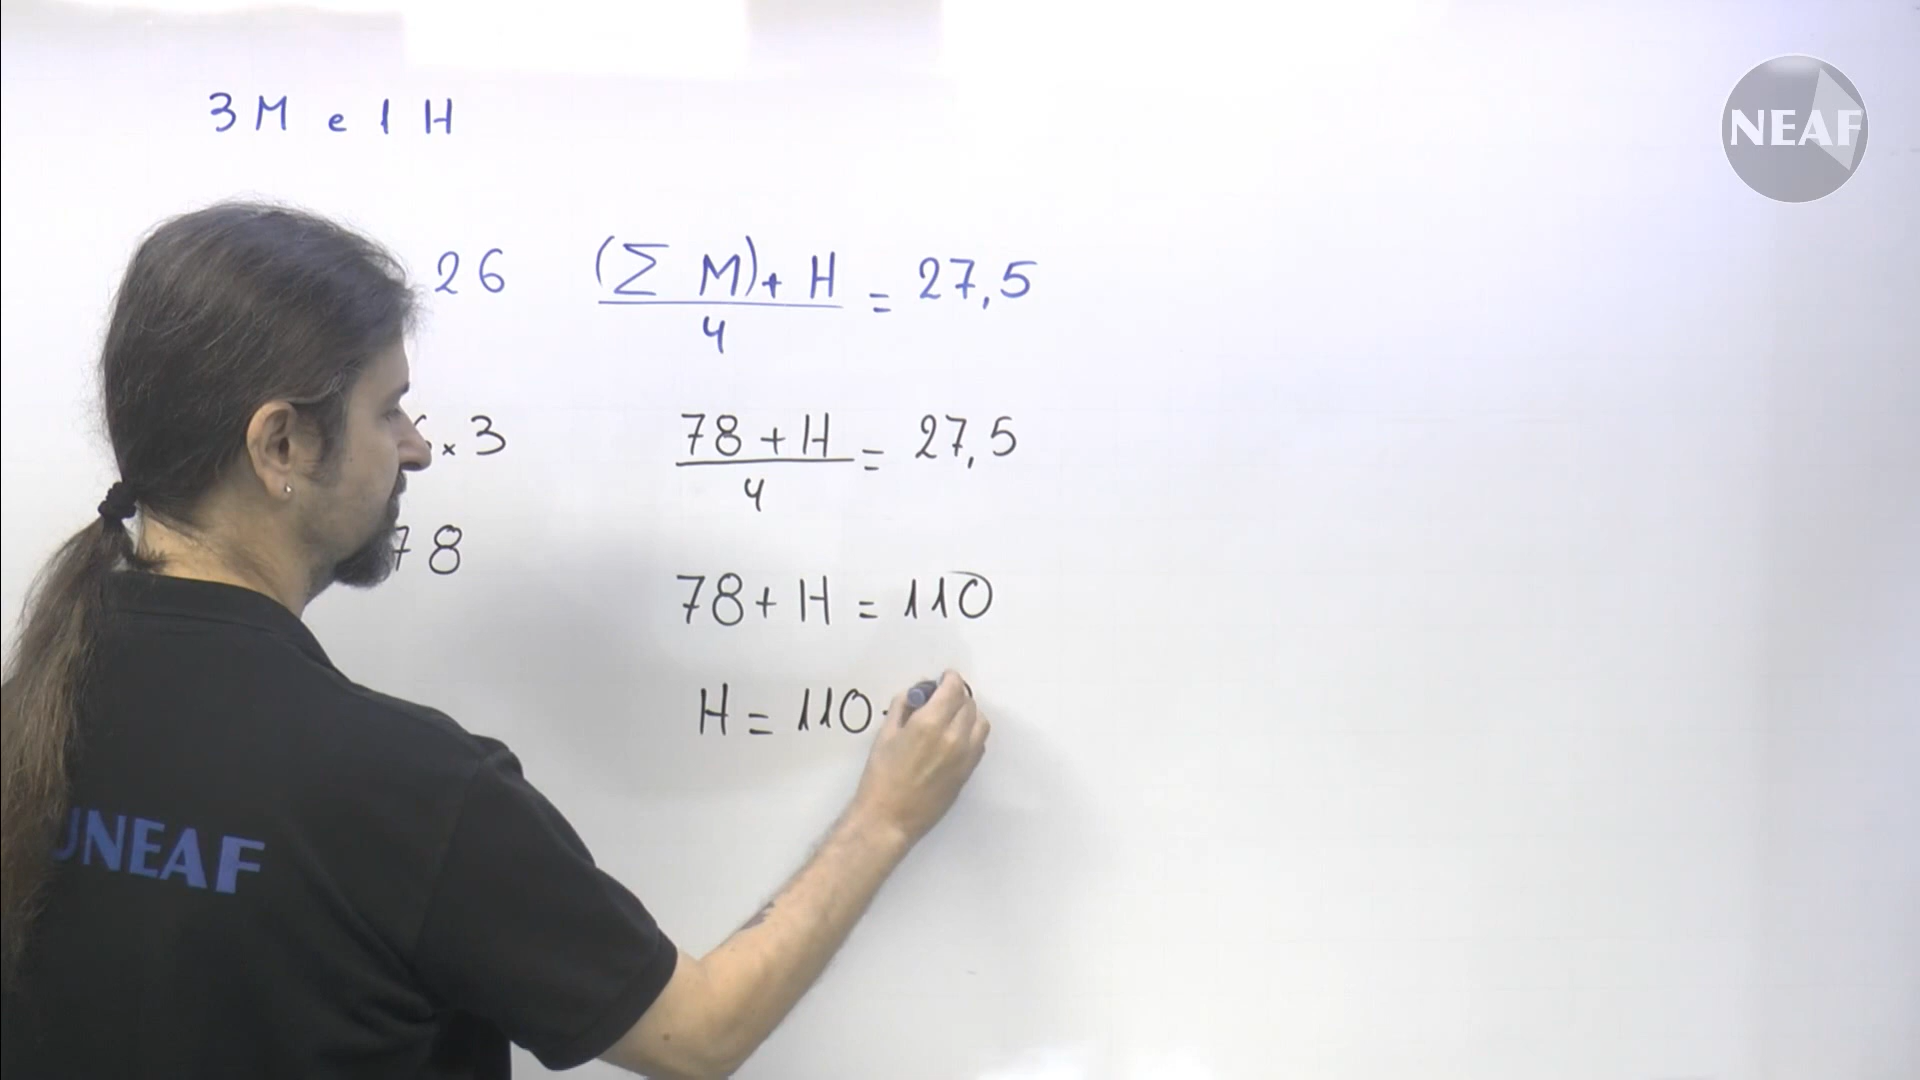 3 M e 1 H
NEAF
26
(Σ M) + H / 4 = 27,5
x 3
78 + H / 4 = 27,5
78
78 + H = 110
H = 110 -
UNEAF